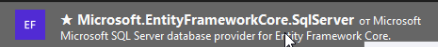 EF ★ Microsoft.EntityFrameworkCore.SqlServer от Microsoft
Microsoft SQL Server database provider for Entity Framework Core.